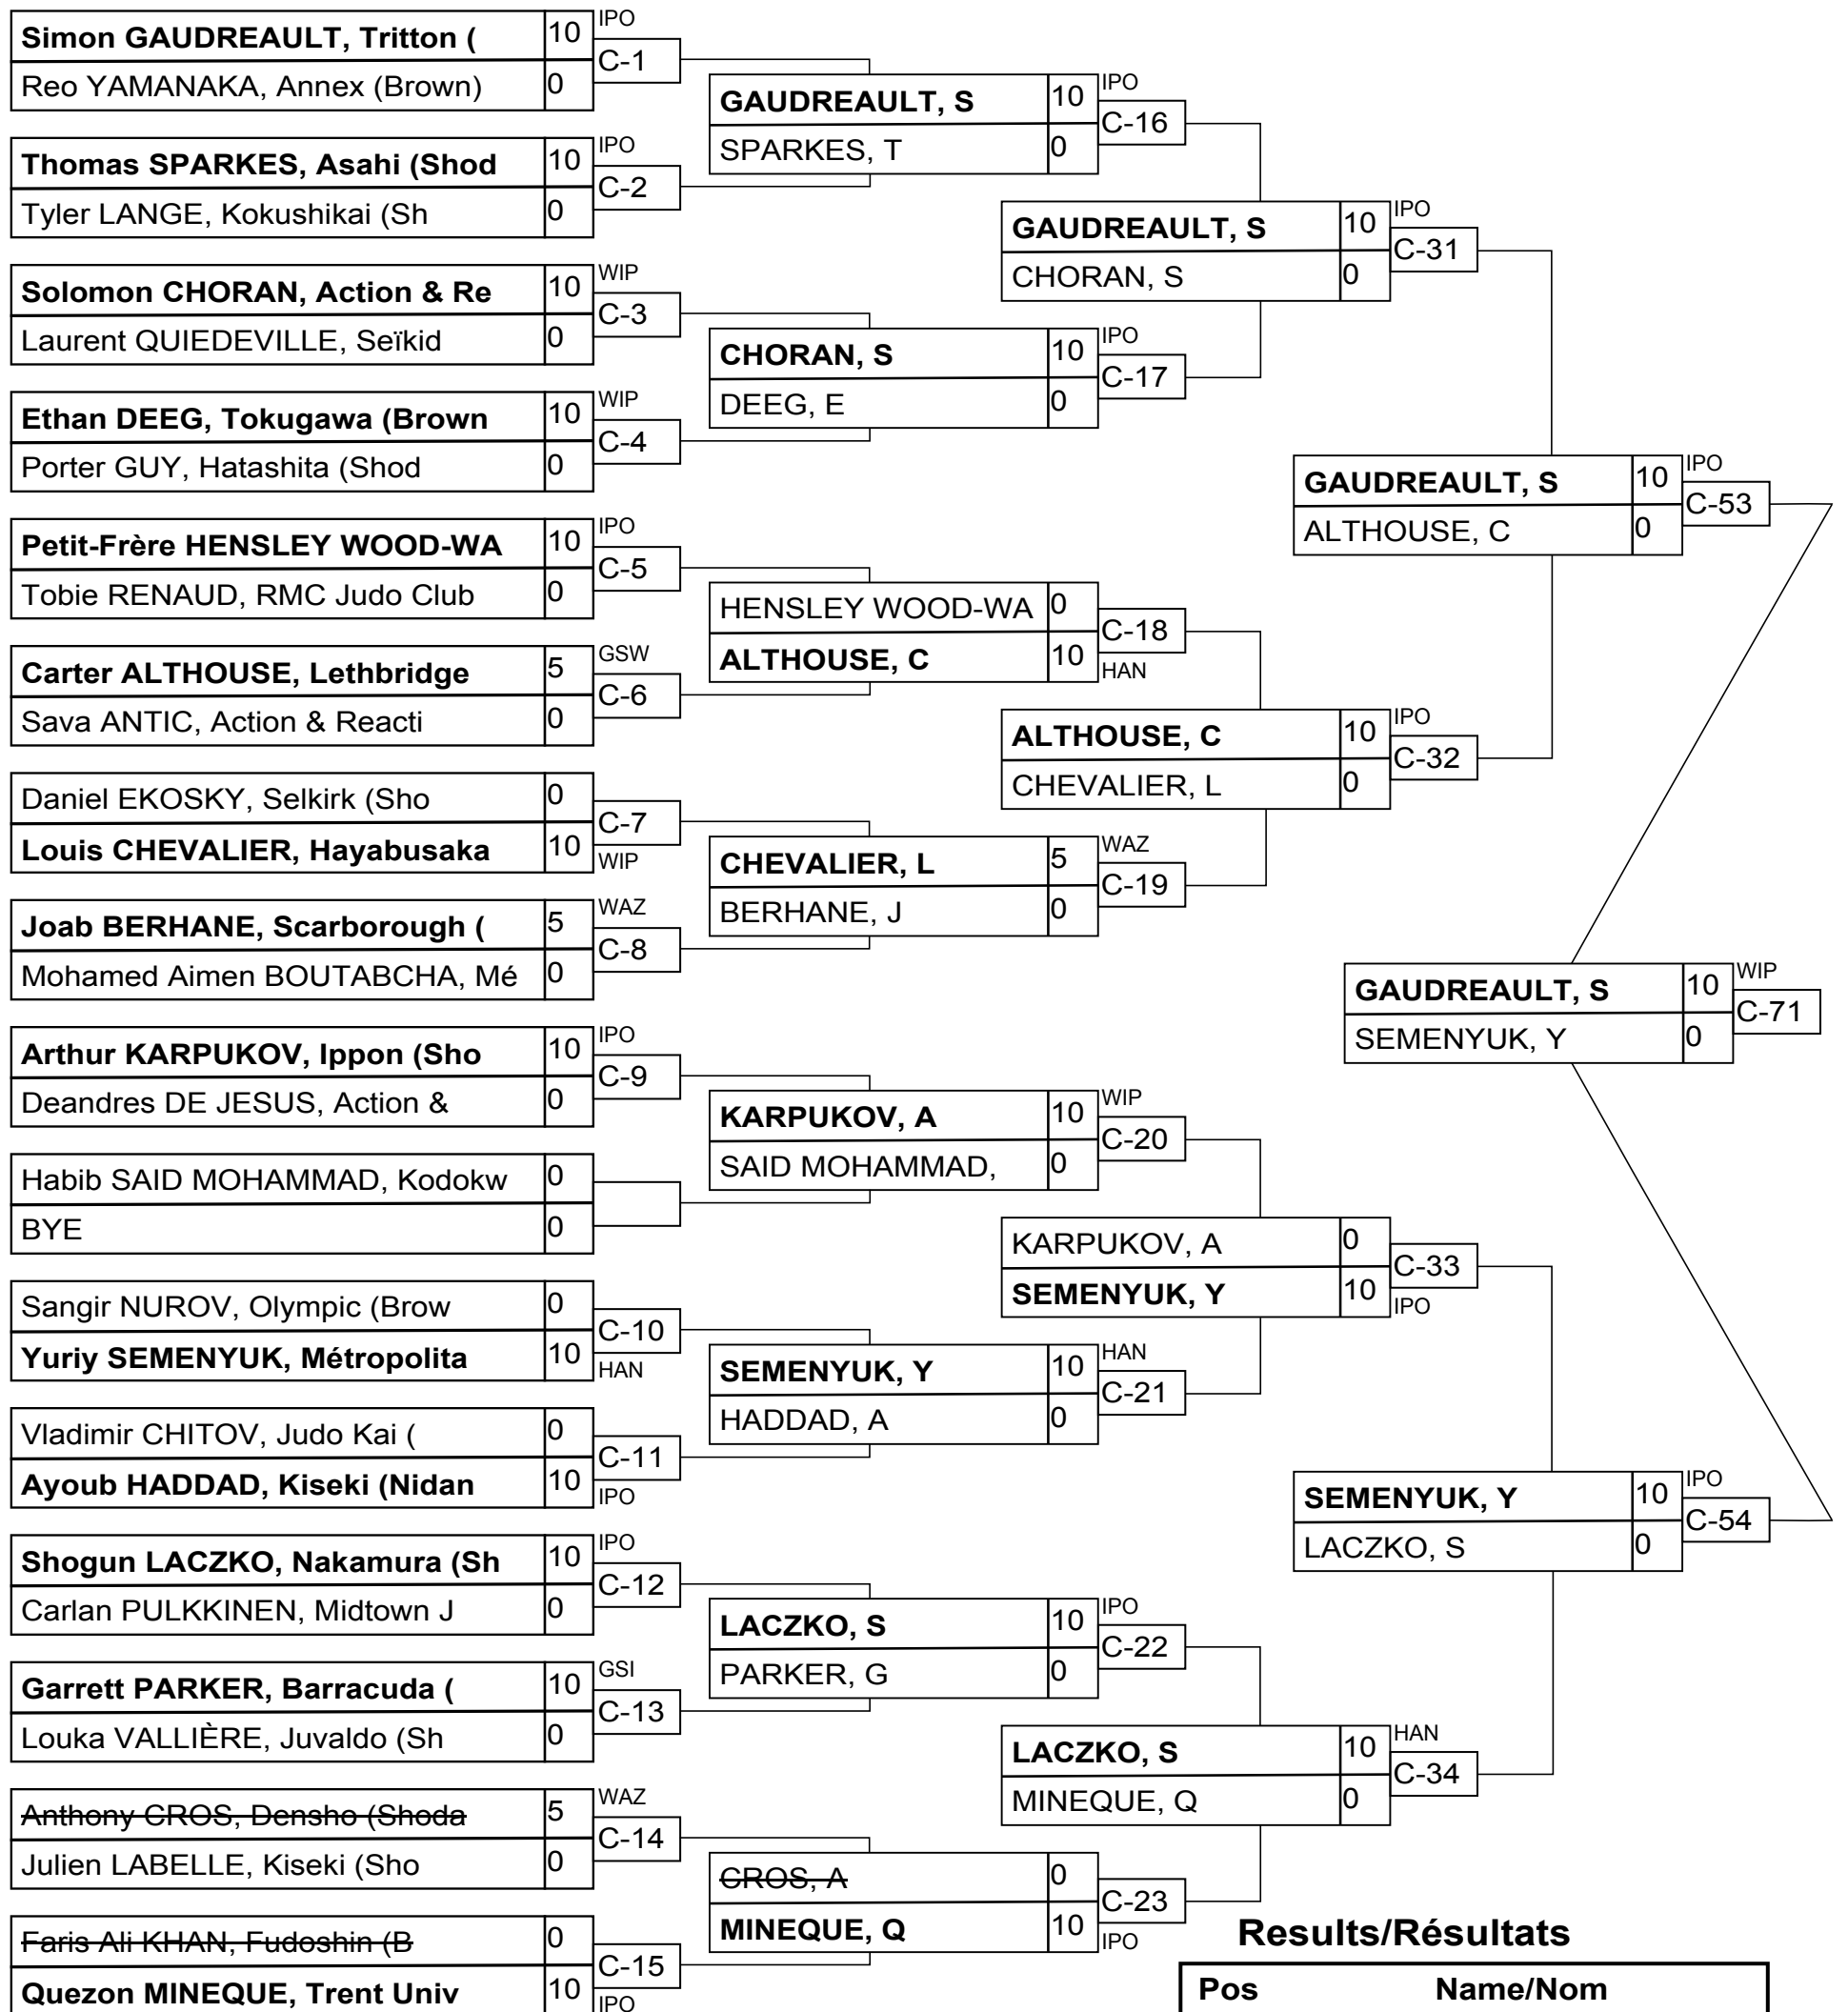 Simon GAUDREAULT, Tritton ( 10 IPO
C-1
Reo YAMANAKA, Annex (Brown) 0
Thomas SPARKES, Asahi (Shod 10 IPO
C-2
Tyler LANGE, Kokushikai (Sh 0
Solomon CHORAN, Action & Re 10 WIP
C-3
Laurent QUIEDEVILLE, Seïkid 0
Ethan DEEG, Tokugawa (Brown 10 WIP
C-4
Porter GUY, Hatashita (Shod 0
Petit-Frère HENSLEY WOOD-WA 10 IPO
C-5
Tobie RENAUD, RMC Judo Club 0
Carter ALTHOUSE, Lethbridge 5 GSW
C-6
Sava ANTIC, Action & Reacti 0
Daniel EKOSKY, Selkirk (Sho 0
C-7
Louis CHEVALIER, Hayabusaka 10 WIP
Joab BERHANE, Scarborough ( 5 WAZ
C-8
Mohamed Aimen BOUTABCHA, Mé 0
Arthur KARPUKOV, Ippon (Sho 10 IPO
C-9
Deandres DE JESUS, Action & 0
Habib SAID MOHAMMAD, Kodokw 0
BYE 0
Sangir NUROV, Olympic (Brow 0
C-10
Yuriy SEMENYUK, Métropolita 10 HAN
Vladimir CHITOV, Judo Kai ( 0
C-11
Ayoub HADDAD, Kiseki (Nidan 10 IPO
Shogun LACZKO, Nakamura (Sh 10 IPO
C-12
Carlan PULKKINEN, Midtown J 0
Garrett PARKER, Barracuda ( 10 GSI
C-13
Louka VALLIÈRE, Juvaldo (Sh 0
Anthony CROS, Densho (Shoda 5 WAZ
C-14
Julien LABELLE, Kiseki (Sho 0
Faris Ali KHAN, Fudoshin (B 0
C-15
Quezon MINEQUE, Trent Univ 10 IPO
GAUDREAULT, S 10 IPO
C-16
SPARKES, T 0
CHORAN, S 10 IPO
C-17
DEEG, E 0
HENSLEY WOOD-WA 0
C-18
ALTHOUSE, C 10 HAN
CHEVALIER, L 5 WAZ
C-19
BERHANE, J 0
KARPUKOV, A 10 WIP
C-20
SAID MOHAMMAD, 0
SEMENYUK, Y 10 HAN
C-21
HADDAD, A 0
LACZKO, S 10 IPO
C-22
PARKER, G 0
CROS, A 0
C-23
MINEQUE, Q 10 IPO
GAUDREAULT, S 10 IPO
C-31
CHORAN, S 0
ALTHOUSE, C 10 IPO
C-32
CHEVALIER, L 0
KARPUKOV, A 0
C-33
SEMENYUK, Y 10 IPO
LACZKO, S 10 HAN
C-34
MINEQUE, Q 0
GAUDREAULT, S 10 IPO
C-53
ALTHOUSE, C 0
SEMENYUK, Y 10 IPO
C-54
LACZKO, S 0
GAUDREAULT, S 10 WIP
C-71
SEMENYUK, Y 0
Results/Résultats
Pos Name/Nom